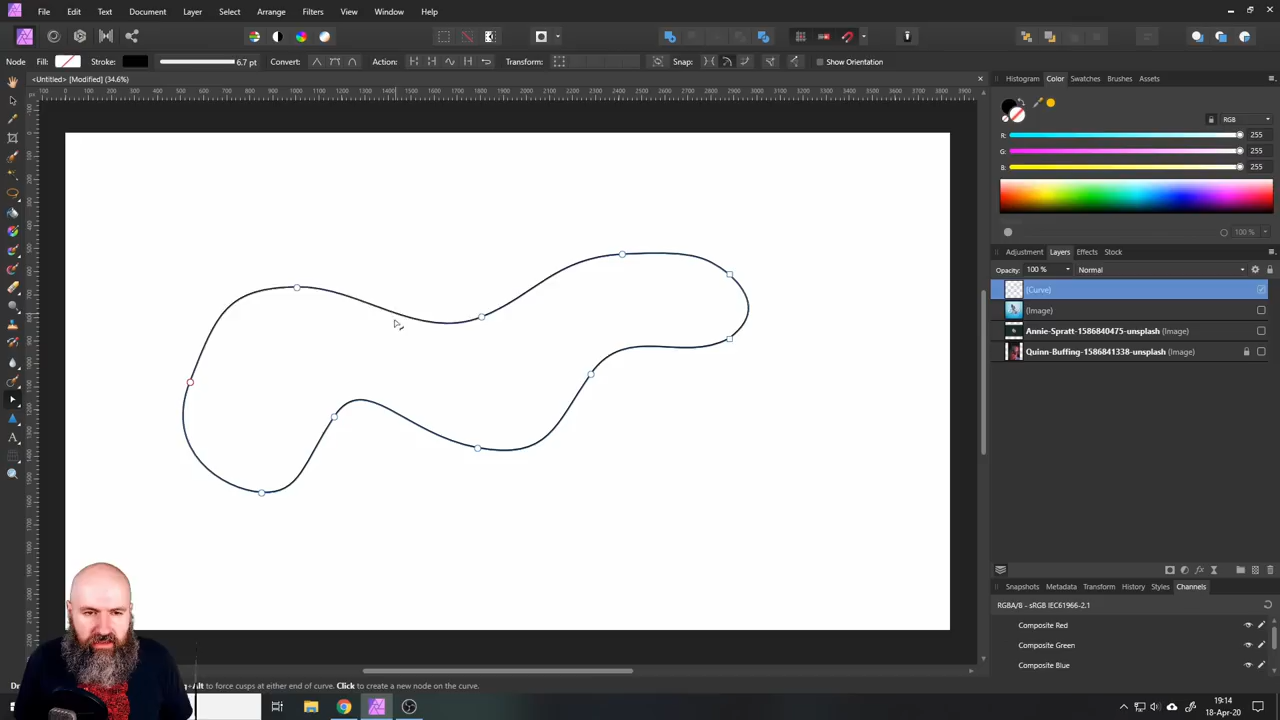 File Edit Text Document Layer Select Arrange Filters View Window Help
Node Fill: Stroke: 6.7 pt Convert: Action: Transform: Snap: Show Orientation
<Untitled> [Modified] (34.6%)
Histogram Color Swatches Brushes Assets
RGB
R: 255
G: 255
B: 255
100 %
Adjustment Layers Effects Stock
Opacity: 100 % Normal
(Curve)
(Image)
Annie-Spratt-1586840475-unsplash (Image)
Quinn-Buffing-1586841338-unsplash (Image)
Snapshots Metadata Transform History Styles Channels
RGBA/8 - sRGB IEC61966-2.1
Composite Red
Composite Green
Composite Blue
-Alt to force cusps at either end of curve. Click to create a new node on the curve.
19:14
18-Apr-20